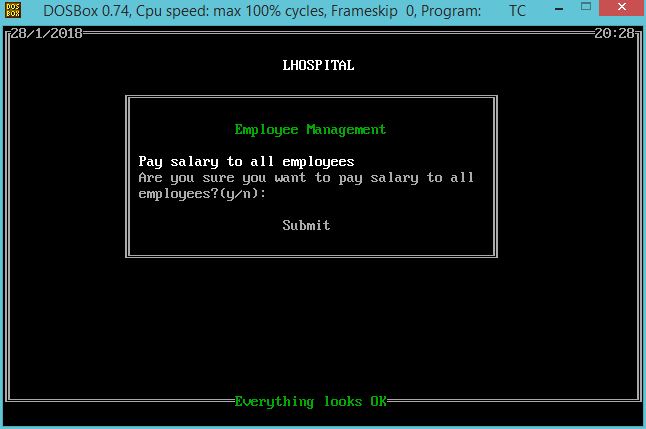 DOS BOX
DOSBox 0.74, Cpu speed: max 100% cycles, Frameskip 0, Program: TC
28/1/2018 20:28
LHOSPITAL
Employee Management
Pay salary to all employees
Are you sure you want to pay salary to all
employees?(y/n):
Submit
Everything looks OK